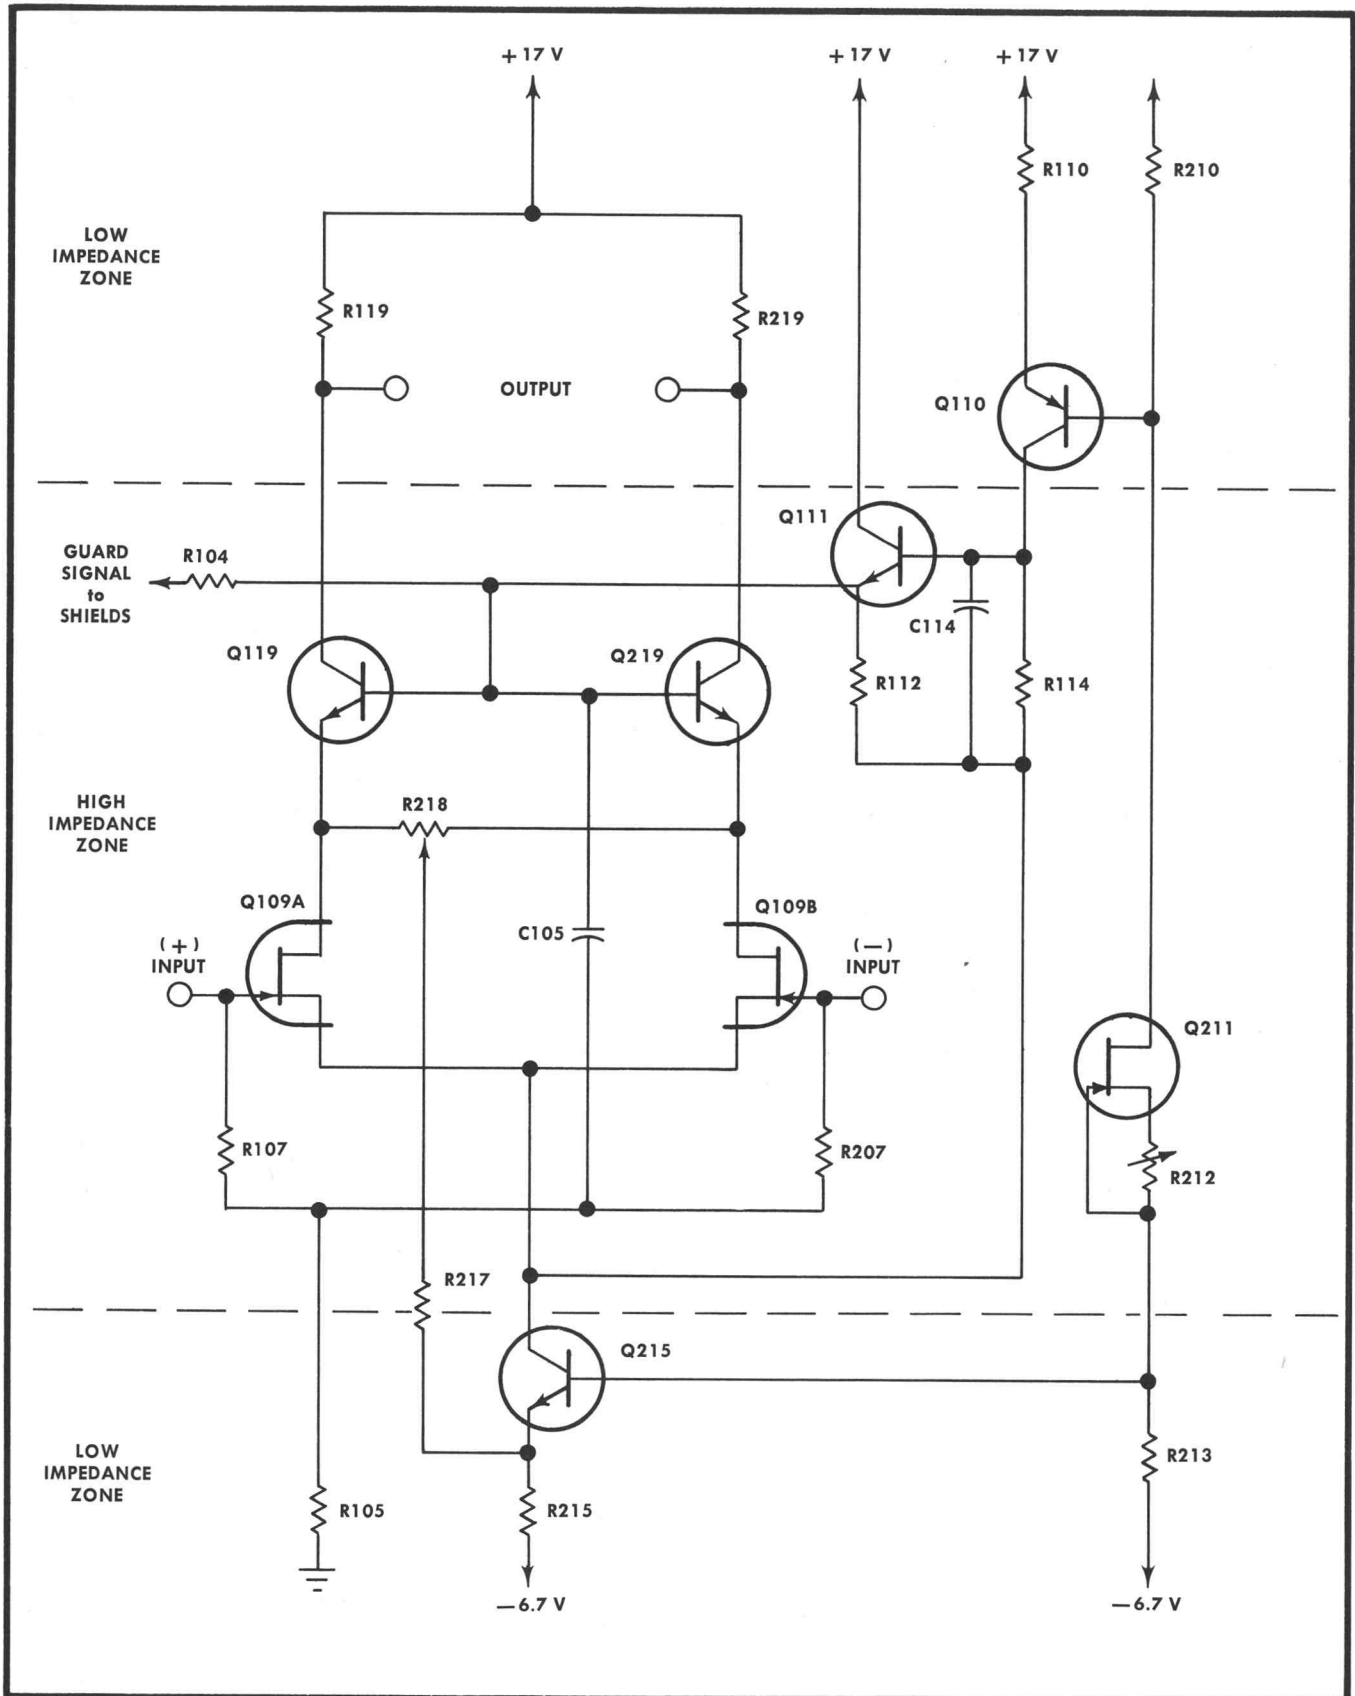 +17 V
+17 V
+17 V
R110
R210
LOW
IMPEDANCE
ZONE
R119
R219
OUTPUT
Q110
Q111
GUARD
SIGNAL
to
SHIELDS
R104
C114
Q119
Q219
R112
R114
HIGH
IMPEDANCE
ZONE
R218
Q109A
Q109B
C105
(+)
INPUT
(—)
INPUT
Q211
R107
R207
R212
R217
Q215
LOW
IMPEDANCE
ZONE
R213
R105
R215
—6.7 V
—6.7 V